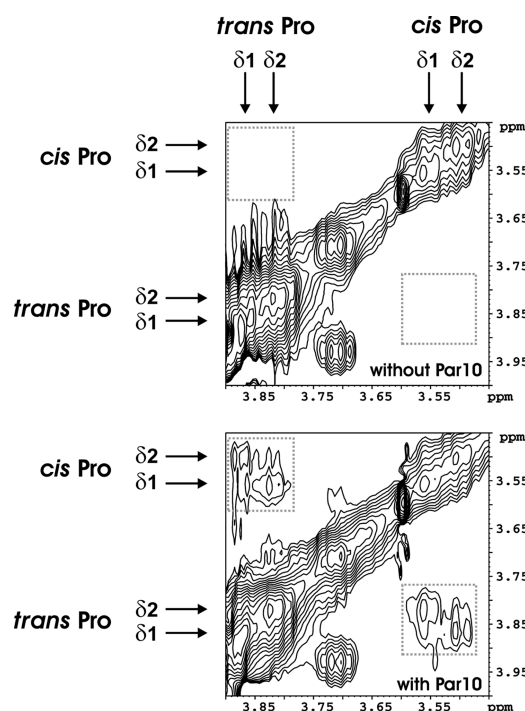 trans Pro cis Pro
δ1 δ2 δ1 δ2
ppm
cis Pro δ2
δ1
3.55
3.65
3.75
trans Pro δ2
δ1
3.85
3.95
without Par10
3.85 3.75 3.65 3.55 ppm
ppm
cis Pro δ2
δ1
3.55
3.65
3.75
trans Pro δ2
δ1
3.85
3.95
with Par10
3.85 3.75 3.65 3.55 ppm